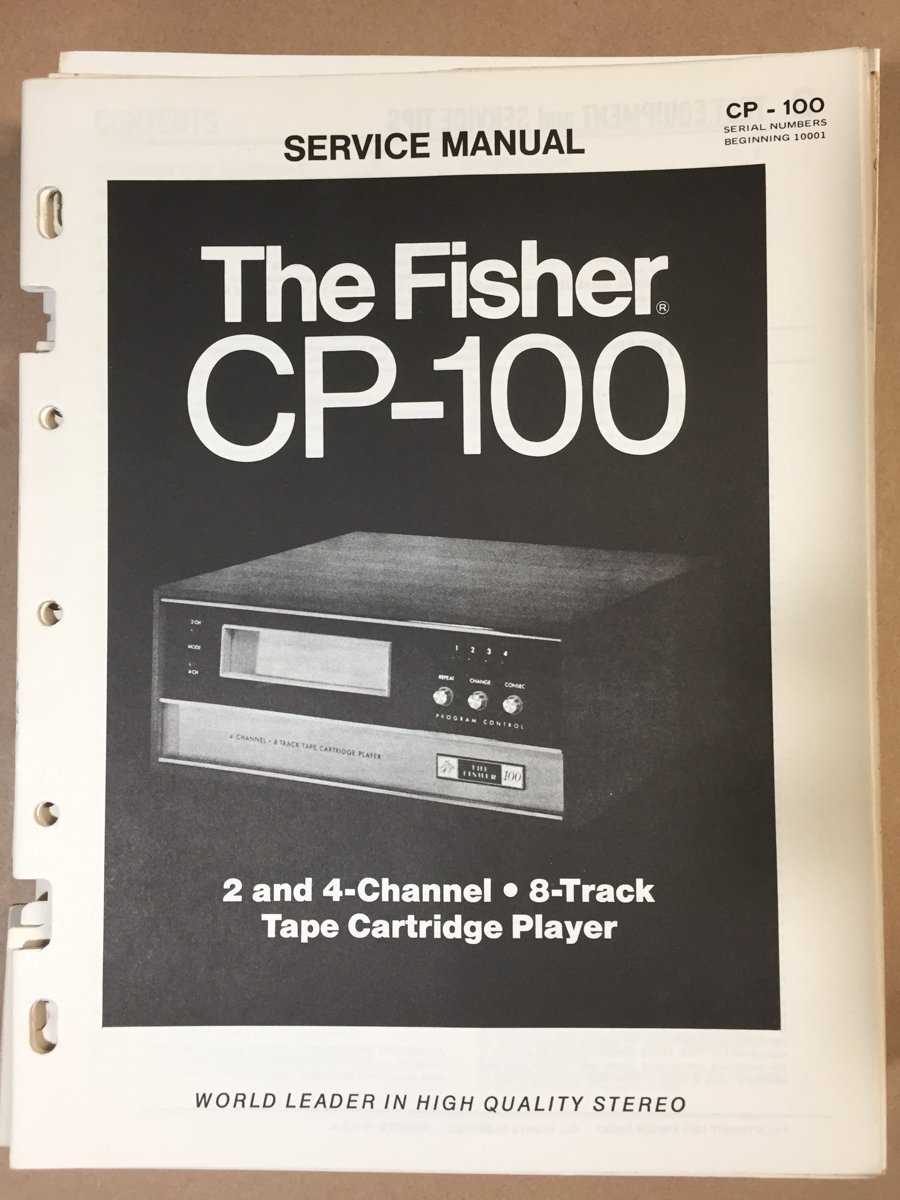 CP - 100
SERIAL NUMBERS
BEGINNING 10001
SERVICE MANUAL
The Fisher®
CP-100
2-CH
MODE
4-CH
1 2 3 4
REPEAT CHANGE CONSEC
PROGRAM CONTROL
4-CHANNEL • 8 TRACK TAPE CARTRIDGE PLAYER
THE
FISHER
100
2 and 4-Channel • 8-Track
Tape Cartridge Player
WORLD LEADER IN HIGH QUALITY STEREO